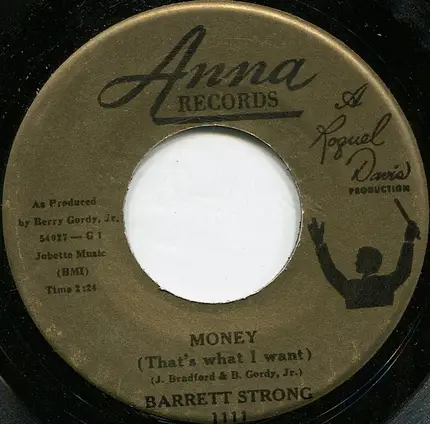 Anna
RECORDS
A
Roquel
Davis
PRODUCTION
As Produced
by Berry Gordy, Jr.
54027 — G 1
Jobette Music
(BMI)
Time 2:24
MONEY
(That's what I want)
(J. Bradford & B. Gordy, Jr.)
BARRETT STRONG
1111